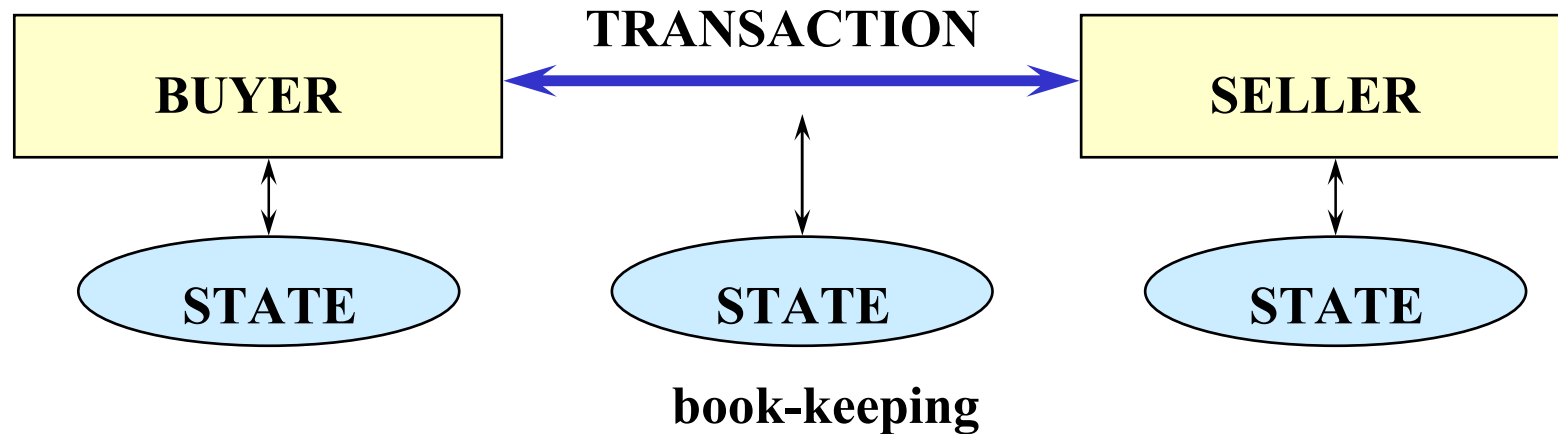 TRANSACTION
BUYER
SELLER
STATE
STATE
STATE
book-keeping